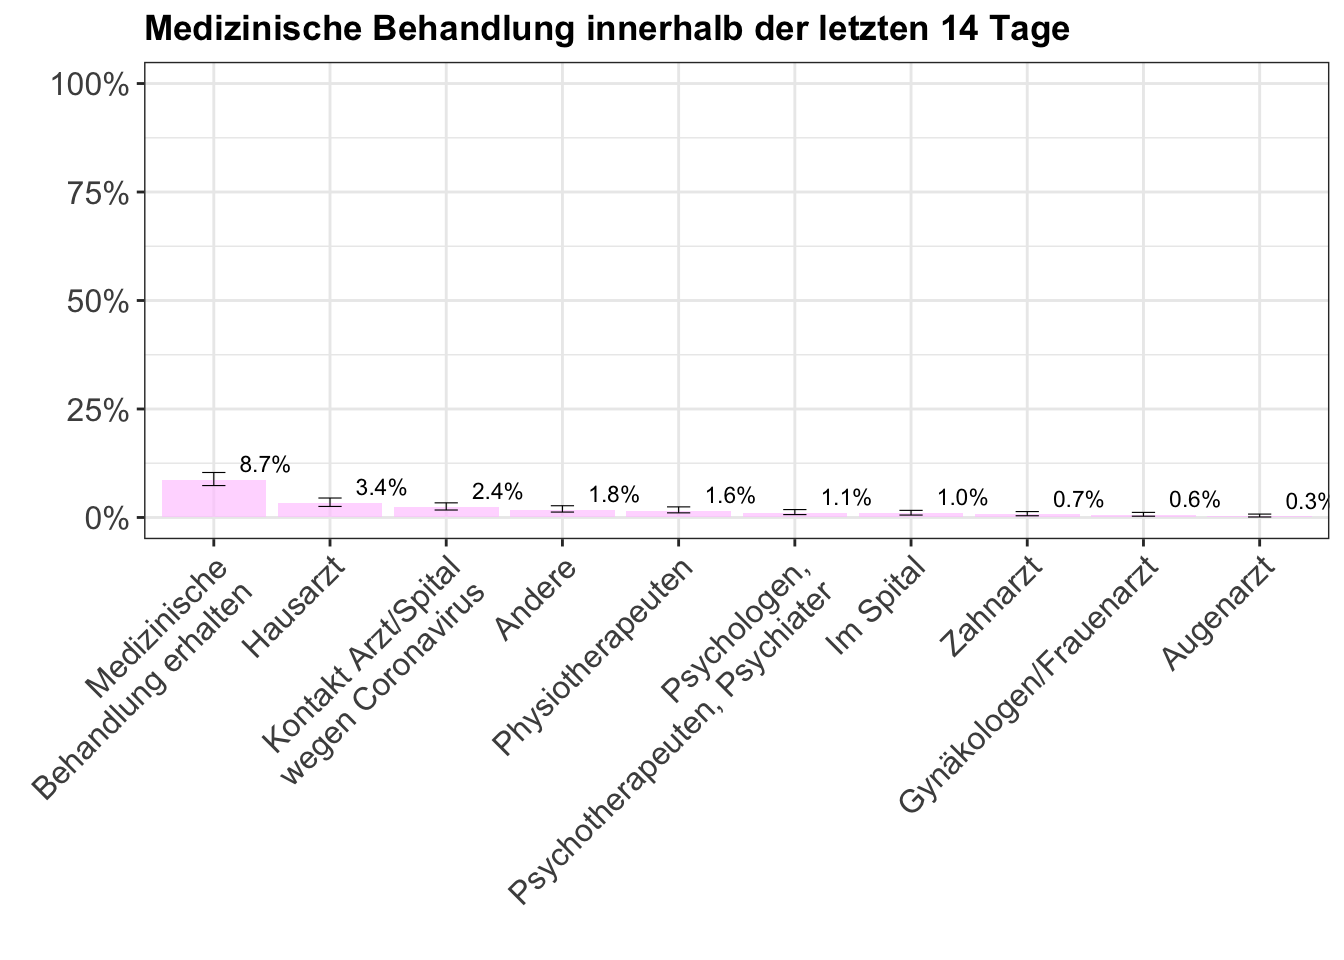 Medizinische Behandlung innerhalb der letzten 14 Tage
100%
75%
50%
25%
0%
8.7%
3.4%
2.4%
1.8%
1.6%
1.1%
1.0%
0.7%
0.6%
0.3%
Medizinische
Behandlung erhalten
Hausarzt
Kontakt Arzt/Spital
wegen Coronavirus
Andere
Physiotherapeuten
Psychologen,
Psychotherapeuten, Psychiater
Im Spital
Zahnarzt
Gynäkologen/Frauenarzt
Augenarzt